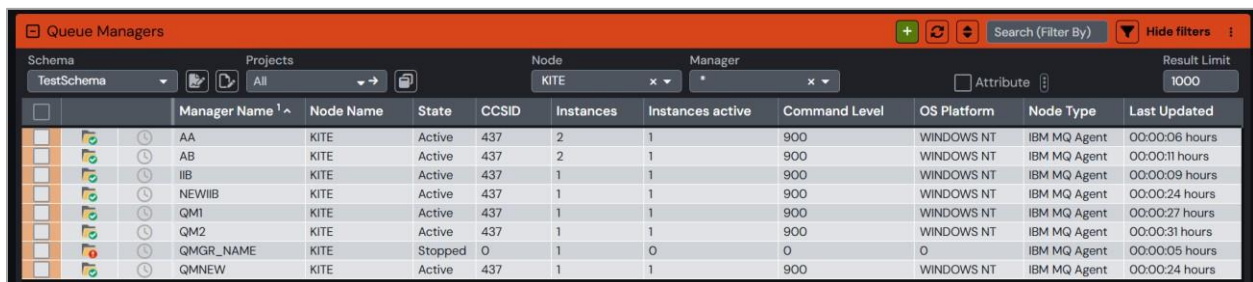 Queue Managers + Search (Filter By) Hide filters
Schema Projects Node Manager Result Limit
TestSchema All KITE × * × Attribute 1000
Manager Name 1 Node Name State CCSID Instances Instances active Command Level OS Platform Node Type Last Updated
AA KITE Active 437 2 1 900 WINDOWS NT IBM MQ Agent 00:00:06 hours
AB KITE Active 437 2 1 900 WINDOWS NT IBM MQ Agent 00:00:11 hours
IIB KITE Active 437 1 1 900 WINDOWS NT IBM MQ Agent 00:00:09 hours
NEWIIB KITE Active 437 1 1 900 WINDOWS NT IBM MQ Agent 00:00:24 hours
QM1 KITE Active 437 1 1 900 WINDOWS NT IBM MQ Agent 00:00:27 hours
QM2 KITE Active 437 1 1 900 WINDOWS NT IBM MQ Agent 00:00:31 hours
QMGR_NAME KITE Stopped 0 1 0 0 0 IBM MQ Agent 00:00:05 hours
QMNEW KITE Active 437 1 1 900 WINDOWS NT IBM MQ Agent 00:00:24 hours